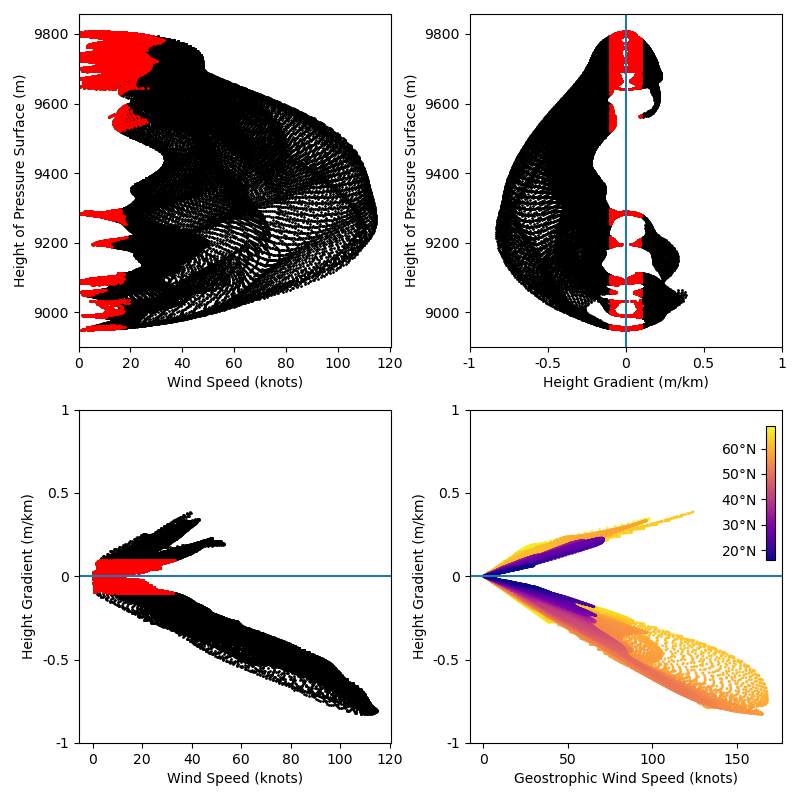 Height of Pressure Surface (m)
9800
9600
9400
9200
9000
0 20 40 60 80 100 120
Wind Speed (knots)
Height of Pressure Surface (m)
9800
9600
9400
9200
9000
-1 -0.5 0 0.5 1
Height Gradient (m/km)
Height Gradient (m/km)
1
0.5
0
-0.5
-1
0 20 40 60 80 100 120
Wind Speed (knots)
Height Gradient (m/km)
1
0.5
0
-0.5
-1
0 50 100 150
Geostrophic Wind Speed (knots)
60°N
50°N
40°N
30°N
20°N